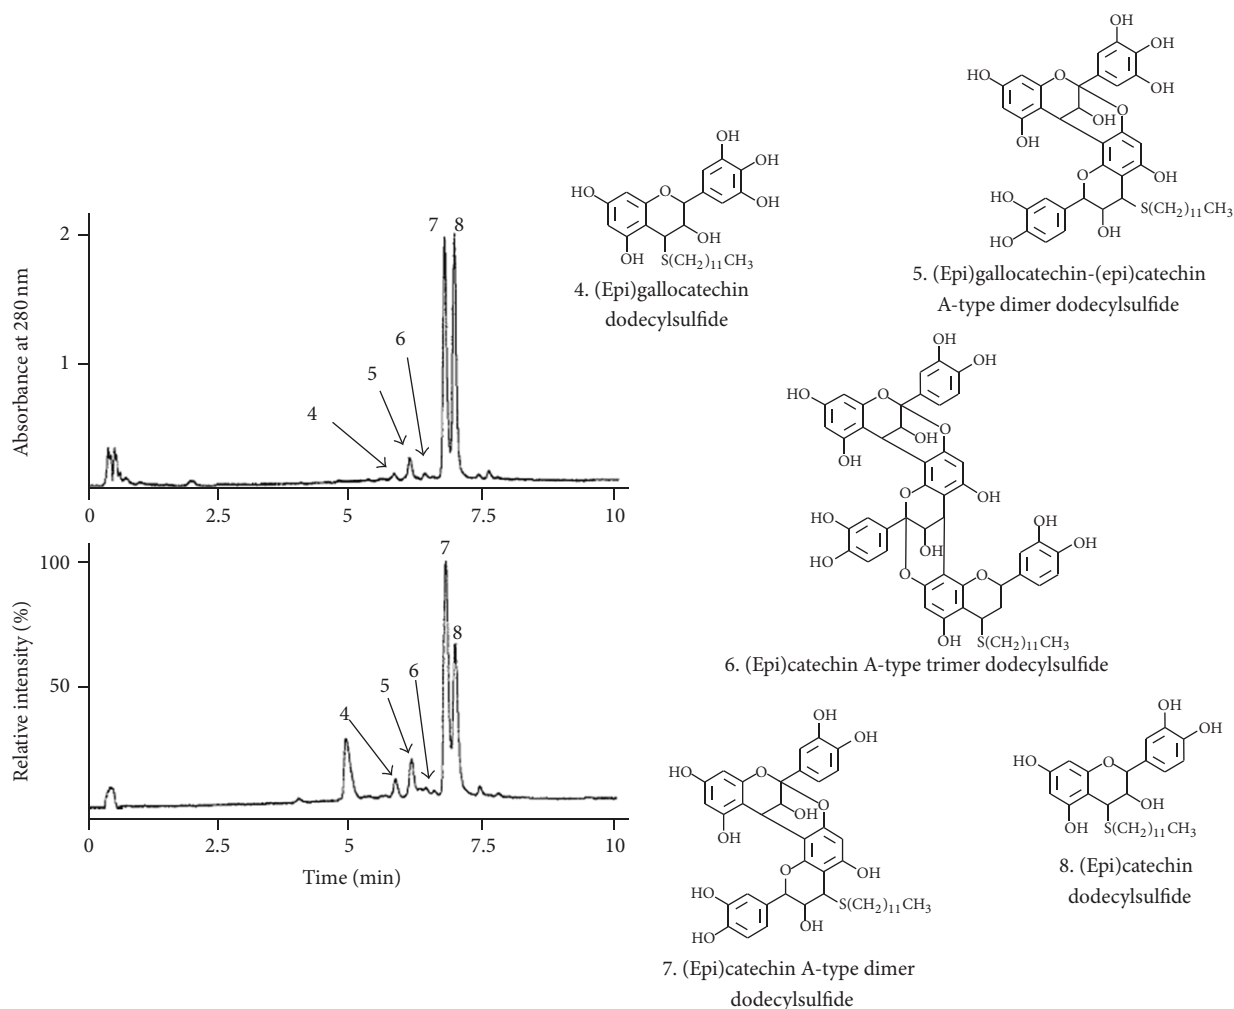 Absorbance at 280 nm
2
1
4
5
6
7
8
0
2.5
5
7.5
10
Relative intensity (%)
100
50
4
5
6
7
8
0
2.5
5
7.5
10
Time (min)
OH
OH
OH
HO
O
OH
OH
S(CH2)11CH3
4. (Epi)gallocatechin
dodecylsulfide
OH
OH
OH
HO
O
O
OH
OH
O
OH
HO
HO
OH
S(CH2)11CH3
5. (Epi)gallocatechin-(epi)catechin
A-type dimer dodecylsulfide
OH
OH
HO
O
O
OH
OH
O
OH
HO
HO
OH
O
O
OH
OH
OH
S(CH2)11CH3
6. (Epi)catechin A-type trimer dodecylsulfide
OH
OH
HO
O
O
OH
OH
O
OH
HO
HO
OH
S(CH2)11CH3
7. (Epi)catechin A-type dimer
dodecylsulfide
OH
OH
HO
O
OH
OH
S(CH2)11CH3
8. (Epi)catechin
dodecylsulfide